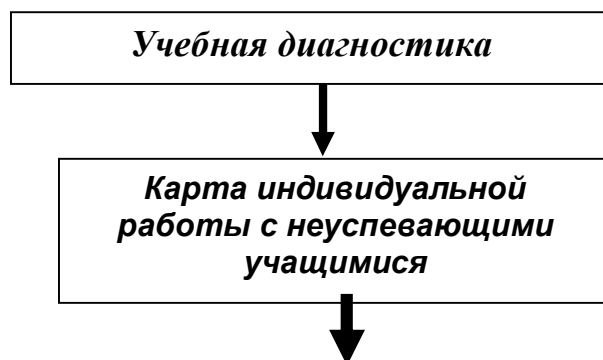 Учебная диагностика
Карта индивидуальной
работы с неуспевающими
учащимися